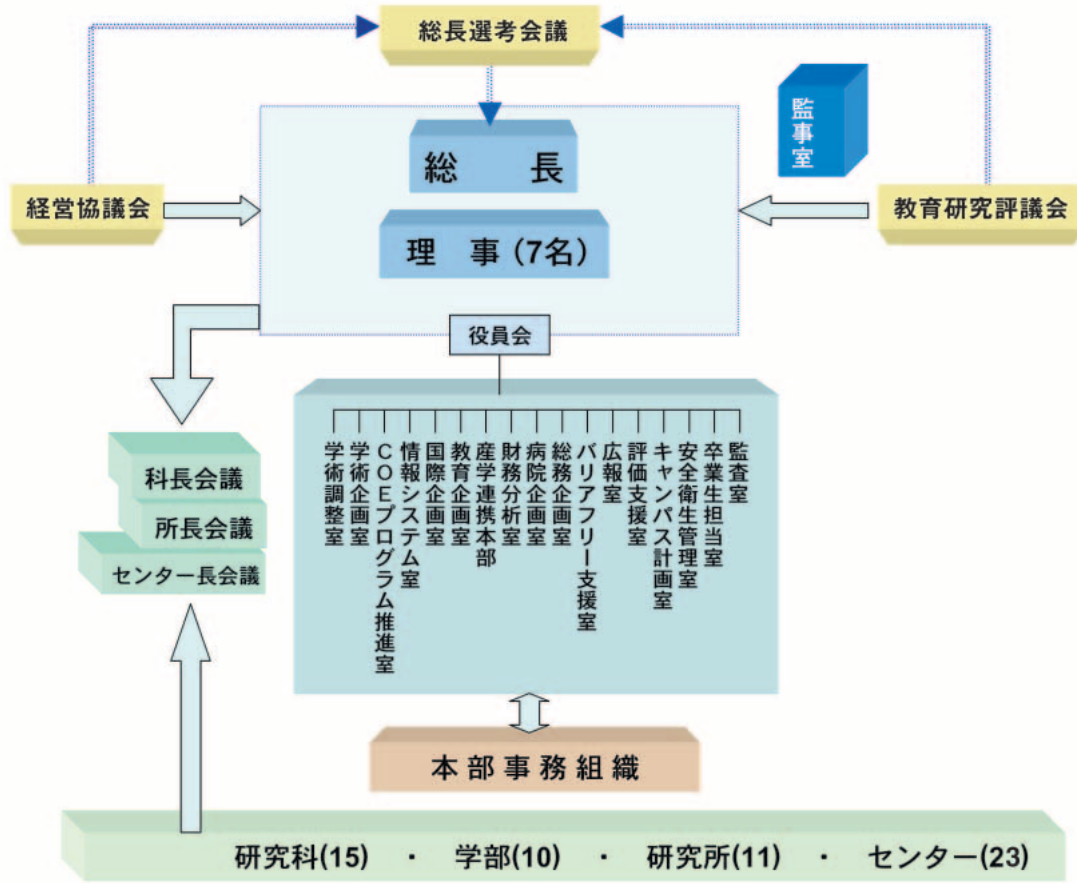 総長選考会議
監事室
総　　長
経営協議会
教育研究評議会
理　事（7名）
役員会
学術調整室
学術企画室
ＣＯＥプログラム推進室
情報システム室
国際企画室
教育企画室
産学連携本部
財務分析室
病院企画室
総務企画室
バリアフリー支援室
広報室
評価支援室
キャンパス計画室
安全衛生管理室
卒業生担当室
監査室
科長会議
所長会議
センター長会議
本部事務組織
研究科(15)　・　学部(10)　・　研究所(11)　・　センター(23)